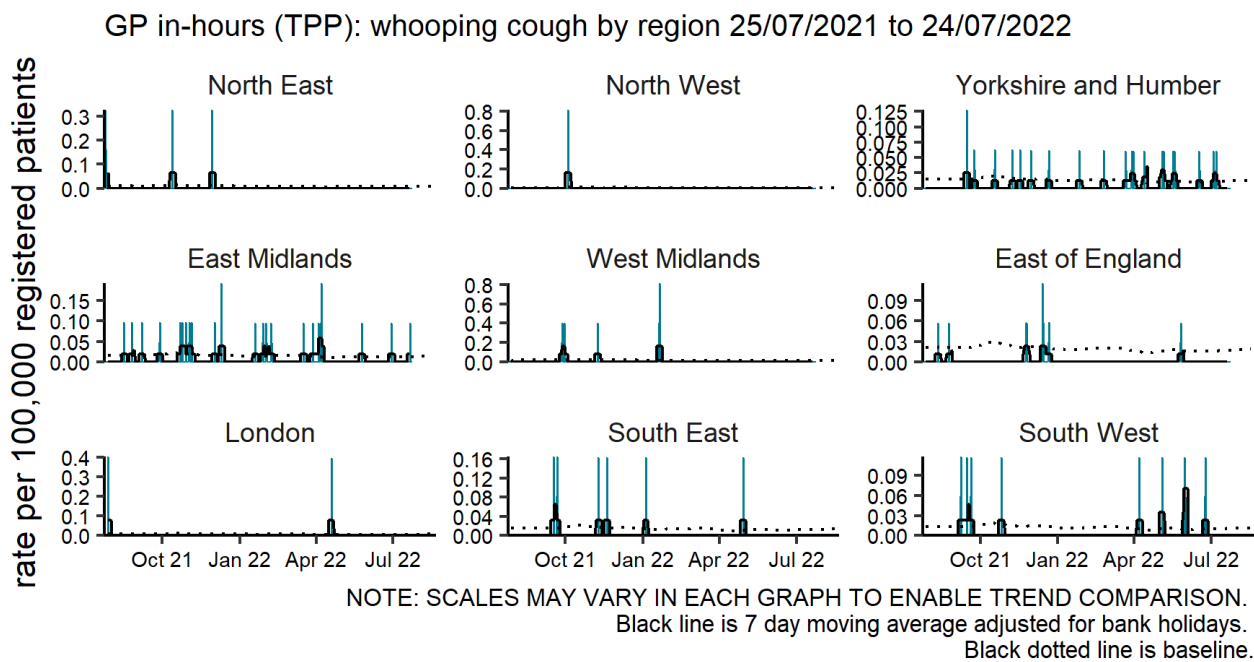 GP in-hours (TPP): whooping cough by region 25/07/2021 to 24/07/2022
rate per 100,000 registered patients
North East
0.3
0.2
0.1
0.0
North West
0.8
0.6
0.4
0.2
0.0
Yorkshire and Humber
0.125
0.100
0.075
0.050
0.025
0.000
East Midlands
0.15
0.10
0.05
0.00
West Midlands
0.8
0.6
0.4
0.2
0.0
East of England
0.09
0.06
0.03
0.00
London
0.4
0.3
0.2
0.1
0.0
Oct 21 Jan 22 Apr 22 Jul 22
South East
0.16
0.12
0.08
0.04
0.00
Oct 21 Jan 22 Apr 22 Jul 22
South West
0.09
0.06
0.03
0.00
Oct 21 Jan 22 Apr 22 Jul 22
NOTE: SCALES MAY VARY IN EACH GRAPH TO ENABLE TREND COMPARISON.
Black line is 7 day moving average adjusted for bank holidays.
Black dotted line is baseline.